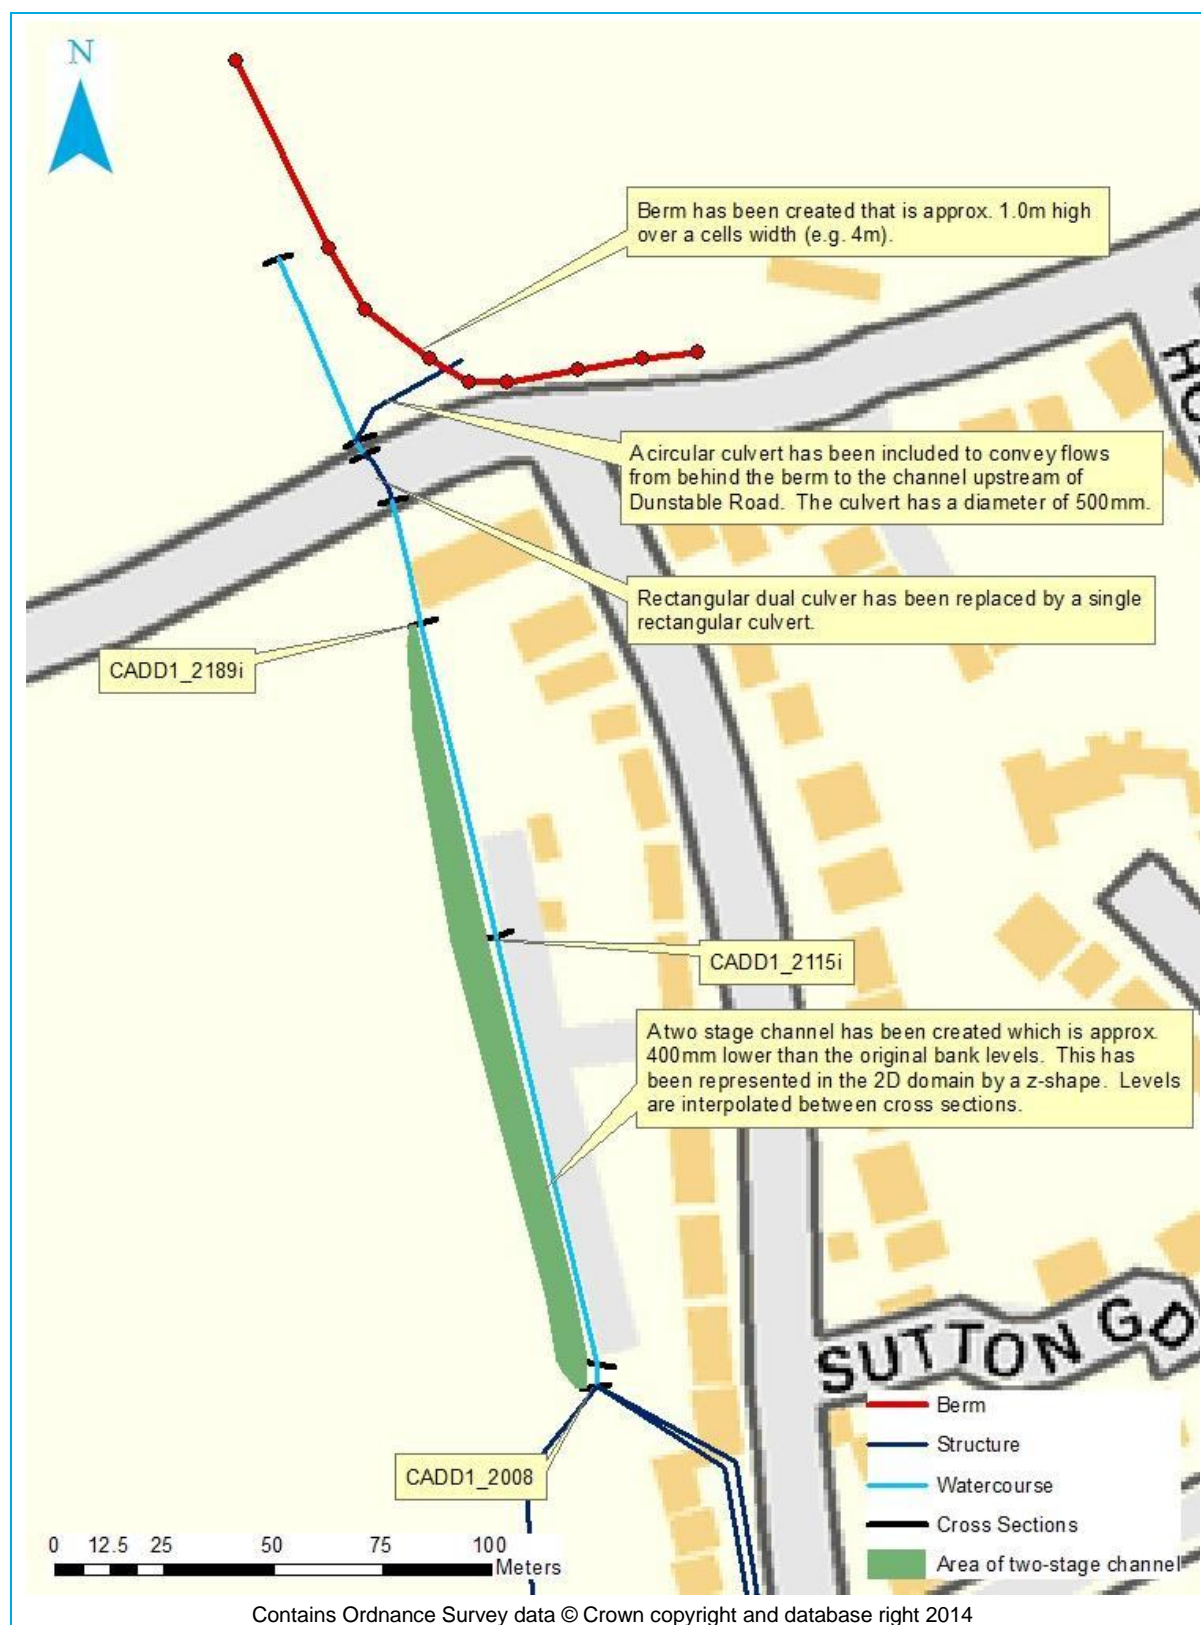 N
Berm has been created that is approx. 1.0m high
over a cells width (e.g. 4m).
A circular culvert has been included to convey flows
from behind the berm to the channel upstream of
Dunstable Road. The culvert has a diameter of 500mm.
Rectangular dual culver has been replaced by a single
rectangular culvert.
CADD1_2189i
CADD1_2115i
A two stage channel has been created which is approx.
400mm lower than the original bank levels. This has
been represented in the 2D domain by a z-shape. Levels
are interpolated between cross sections.
SUTTON GD
CADD1_2008
Berm
Structure
Watercourse
Cross Sections
Area of two-stage channel
0 12.5 25 50 75 100
Meters
Contains Ordnance Survey data © Crown copyright and database right 2014